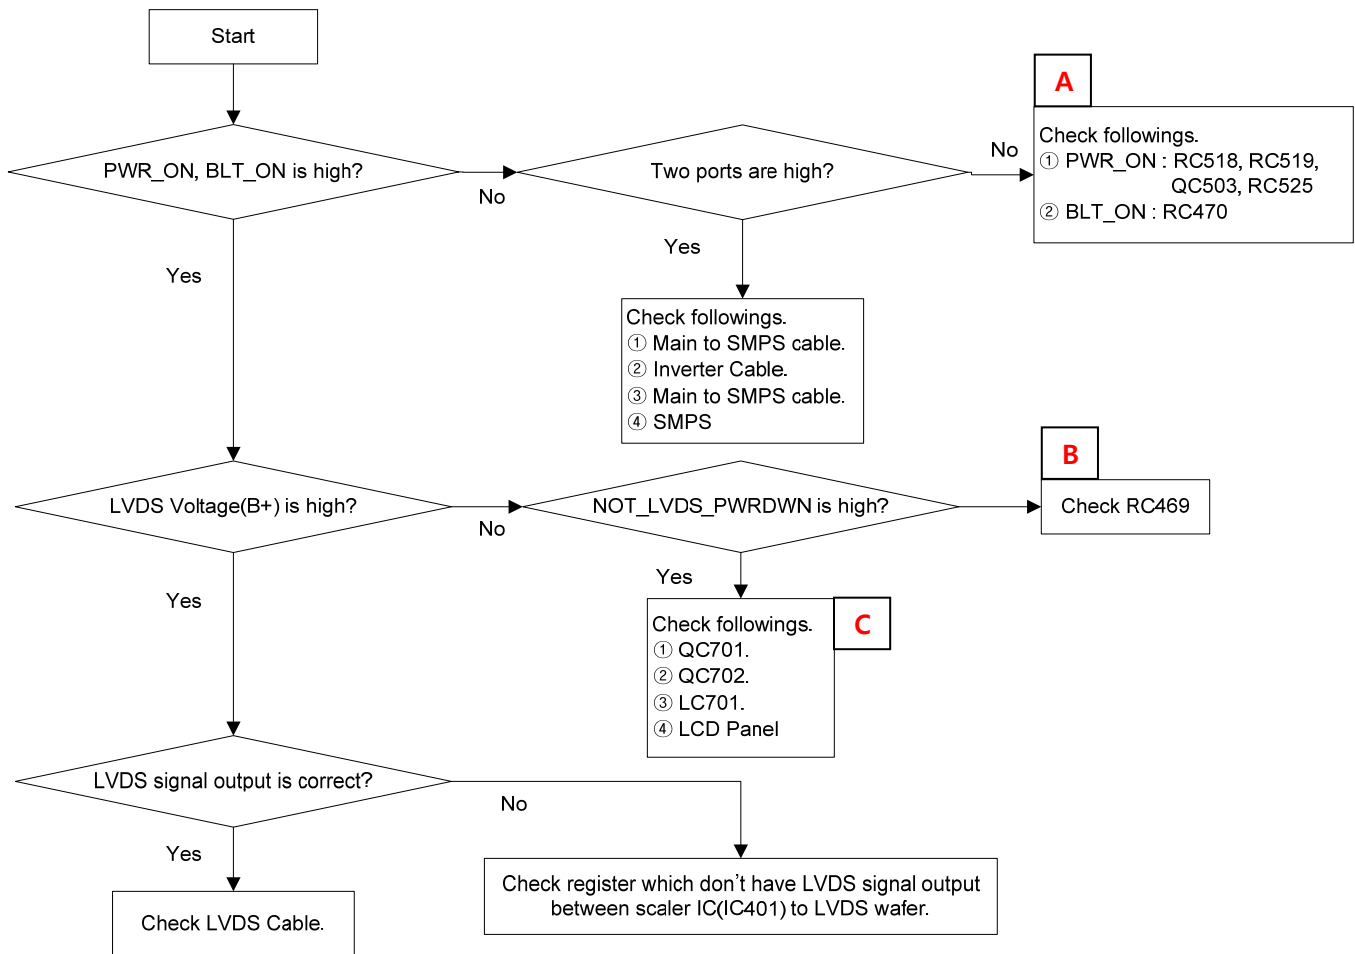 Start
A
PWR_ON, BLT_ON is high?
No
Two ports are high?
No
Check followings.
① PWR_ON : RC518, RC519,
QC503, RC525
② BLT_ON : RC470
Yes
Yes
Check followings.
① Main to SMPS cable.
② Inverter Cable.
③ Main to SMPS cable.
④ SMPS
LVDS Voltage(B+) is high?
No
NOT_LVDS_PWRDWN is high?
B
Check RC469
Yes
Yes
Check followings.
① QC701.
② QC702.
③ LC701.
④ LCD Panel
C
LVDS signal output is correct?
No
Yes
Check register which don't have LVDS signal output
between scaler IC(IC401) to LVDS wafer.
Check LVDS Cable.